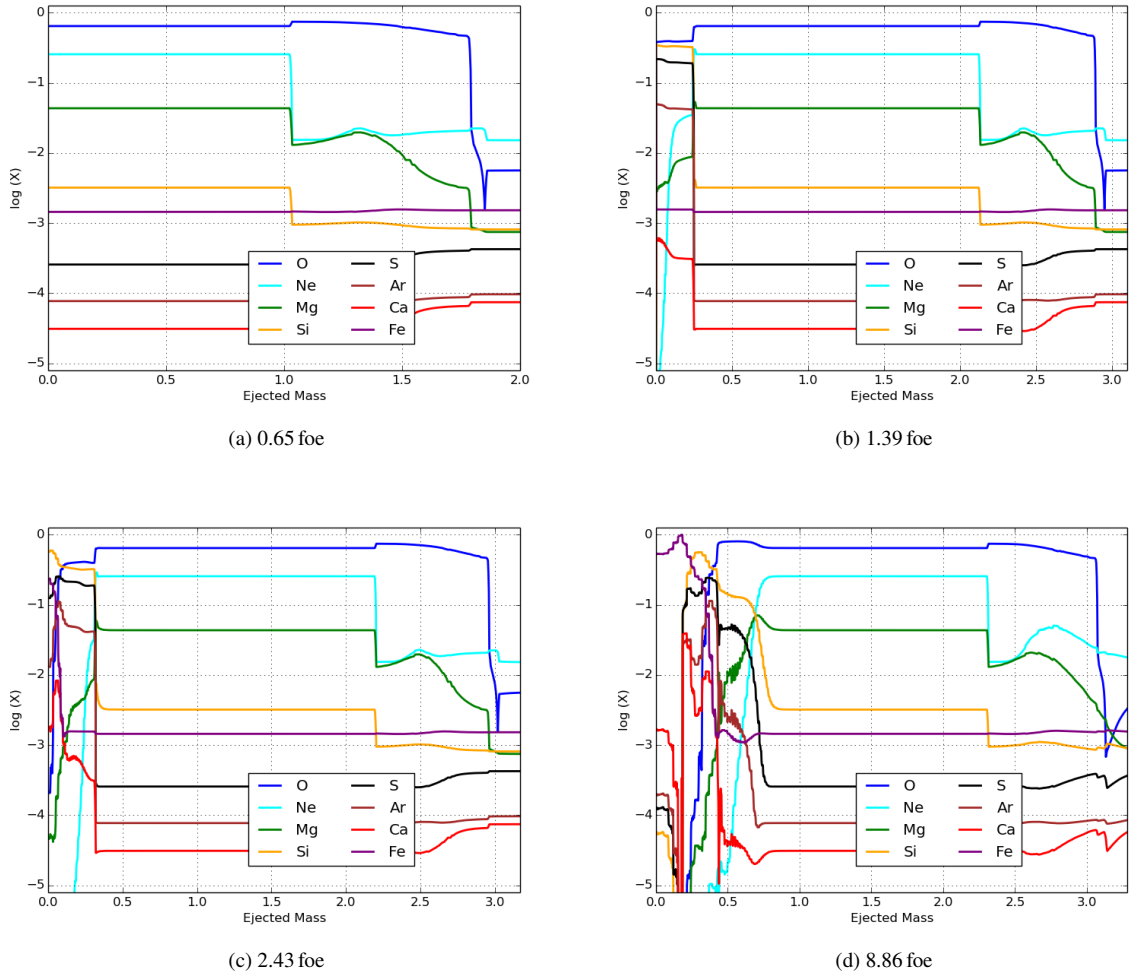 0
−1
−2
−3
−4
−5
log (X)
O
Ne
Mg
Si
S
Ar
Ca
Fe
0.0 0.5 1.0 1.5 2.0
Ejected Mass
(a) 0.65 foe
0
−1
−2
−3
−4
−5
log (X)
O
Ne
Mg
Si
S
Ar
Ca
Fe
0.0 0.5 1.0 1.5 2.0 2.5 3.0
Ejected Mass
(b) 1.39 foe
0
−1
−2
−3
−4
−5
log (X)
O
Ne
Mg
Si
S
Ar
Ca
Fe
0.0 0.5 1.0 1.5 2.0 2.5 3.0
Ejected Mass
(c) 2.43 foe
0
−1
−2
−3
−4
−5
log (X)
O
Ne
Mg
Si
S
Ar
Ca
Fe
0.0 0.5 1.0 1.5 2.0 2.5 3.0
Ejected Mass
(d) 8.86 foe